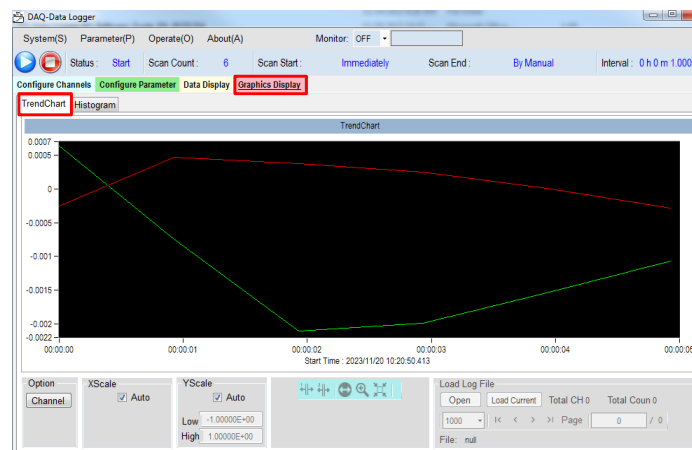 DAQ-Data Logger
System(S) Parameter(P) Operate(O) About(A) Monitor: OFF
Status : Start Scan Count : 6 Scan Start : Immediately Scan End : By Manual Interval : 0 h 0 m 1.000
Configure Channels Configure Parameter Data Display Graphics Display
TrendChart Histogram
TrendChart
0.0007
0.0005
0
-0.0005
-0.001
-0.0015
-0.002
-0.0022
00:00:00 00:00:01 00:00:02 00:00:03 00:00:04 00:00:05
Start Time : 2023/11/20 10:20:50.413
Option XScale YScale Load Log File
Channel Auto Auto Open Load Current Total CH 0 Total Coun 0
Low -1.00000E+00 1000 Page 0 / 0
High 1.00000E+00 File: null